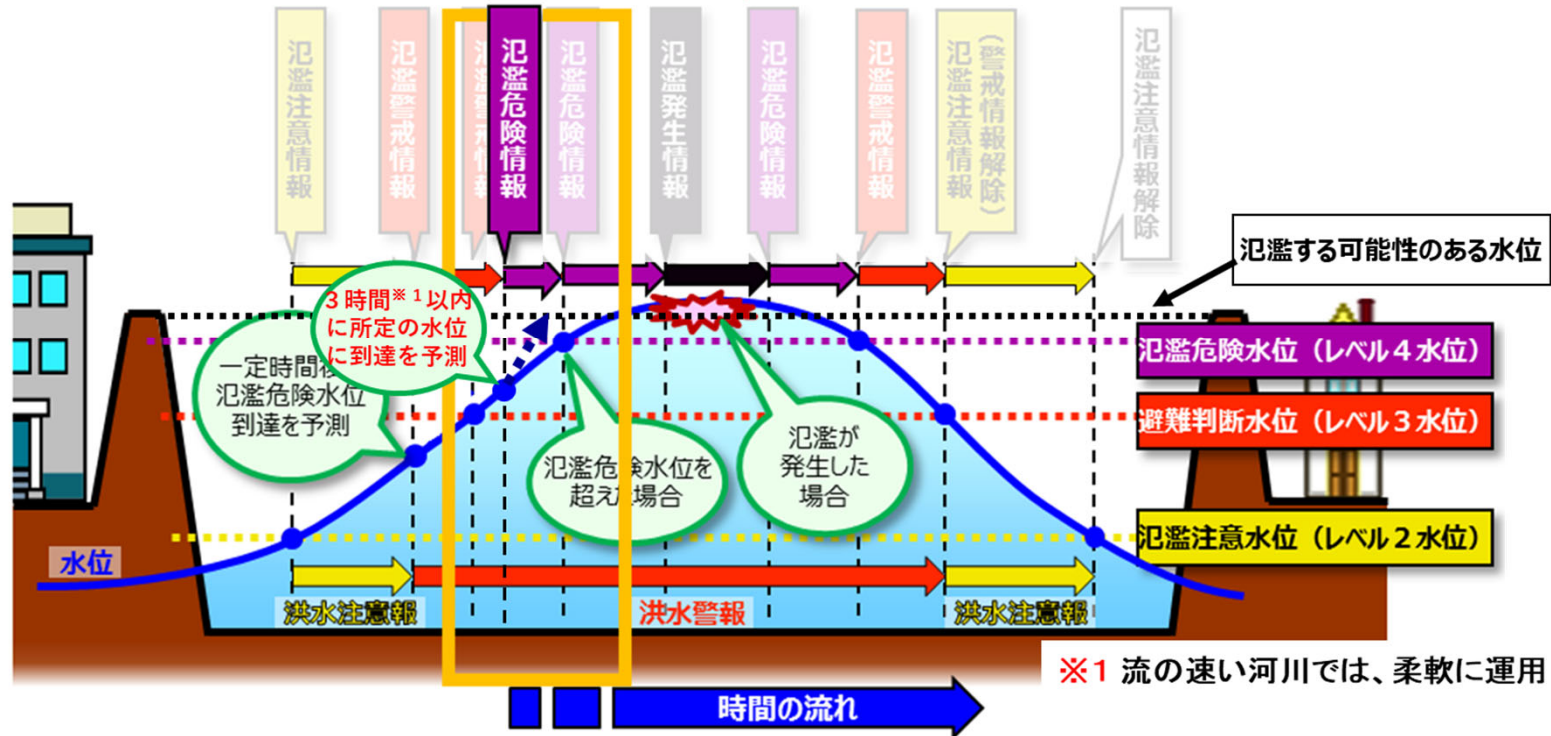 氾濫注意情報
氾濫警戒情報
氾濫警戒情報
氾濫危険情報
氾濫危険情報
氾濫発生情報
氾濫危険情報
氾濫警戒情報
氾濫注意情報
(警戒情報解除)
氾濫注意情報解除
氾濫する可能性のある水位
3時間※1以内
に所定の水位
に到達を予測
一定時間後
氾濫危険水位
到達を予測
氾濫危険水位を
超えた場合
氾濫が
発生した
場合
氾濫危険水位(レベル4水位)
避難判断水位(レベル3水位)
氾濫注意水位(レベル2水位)
水位
洪水注意報
洪水警報
洪水注意報
※1 流の速い河川では、柔軟に運用
時間の流れ